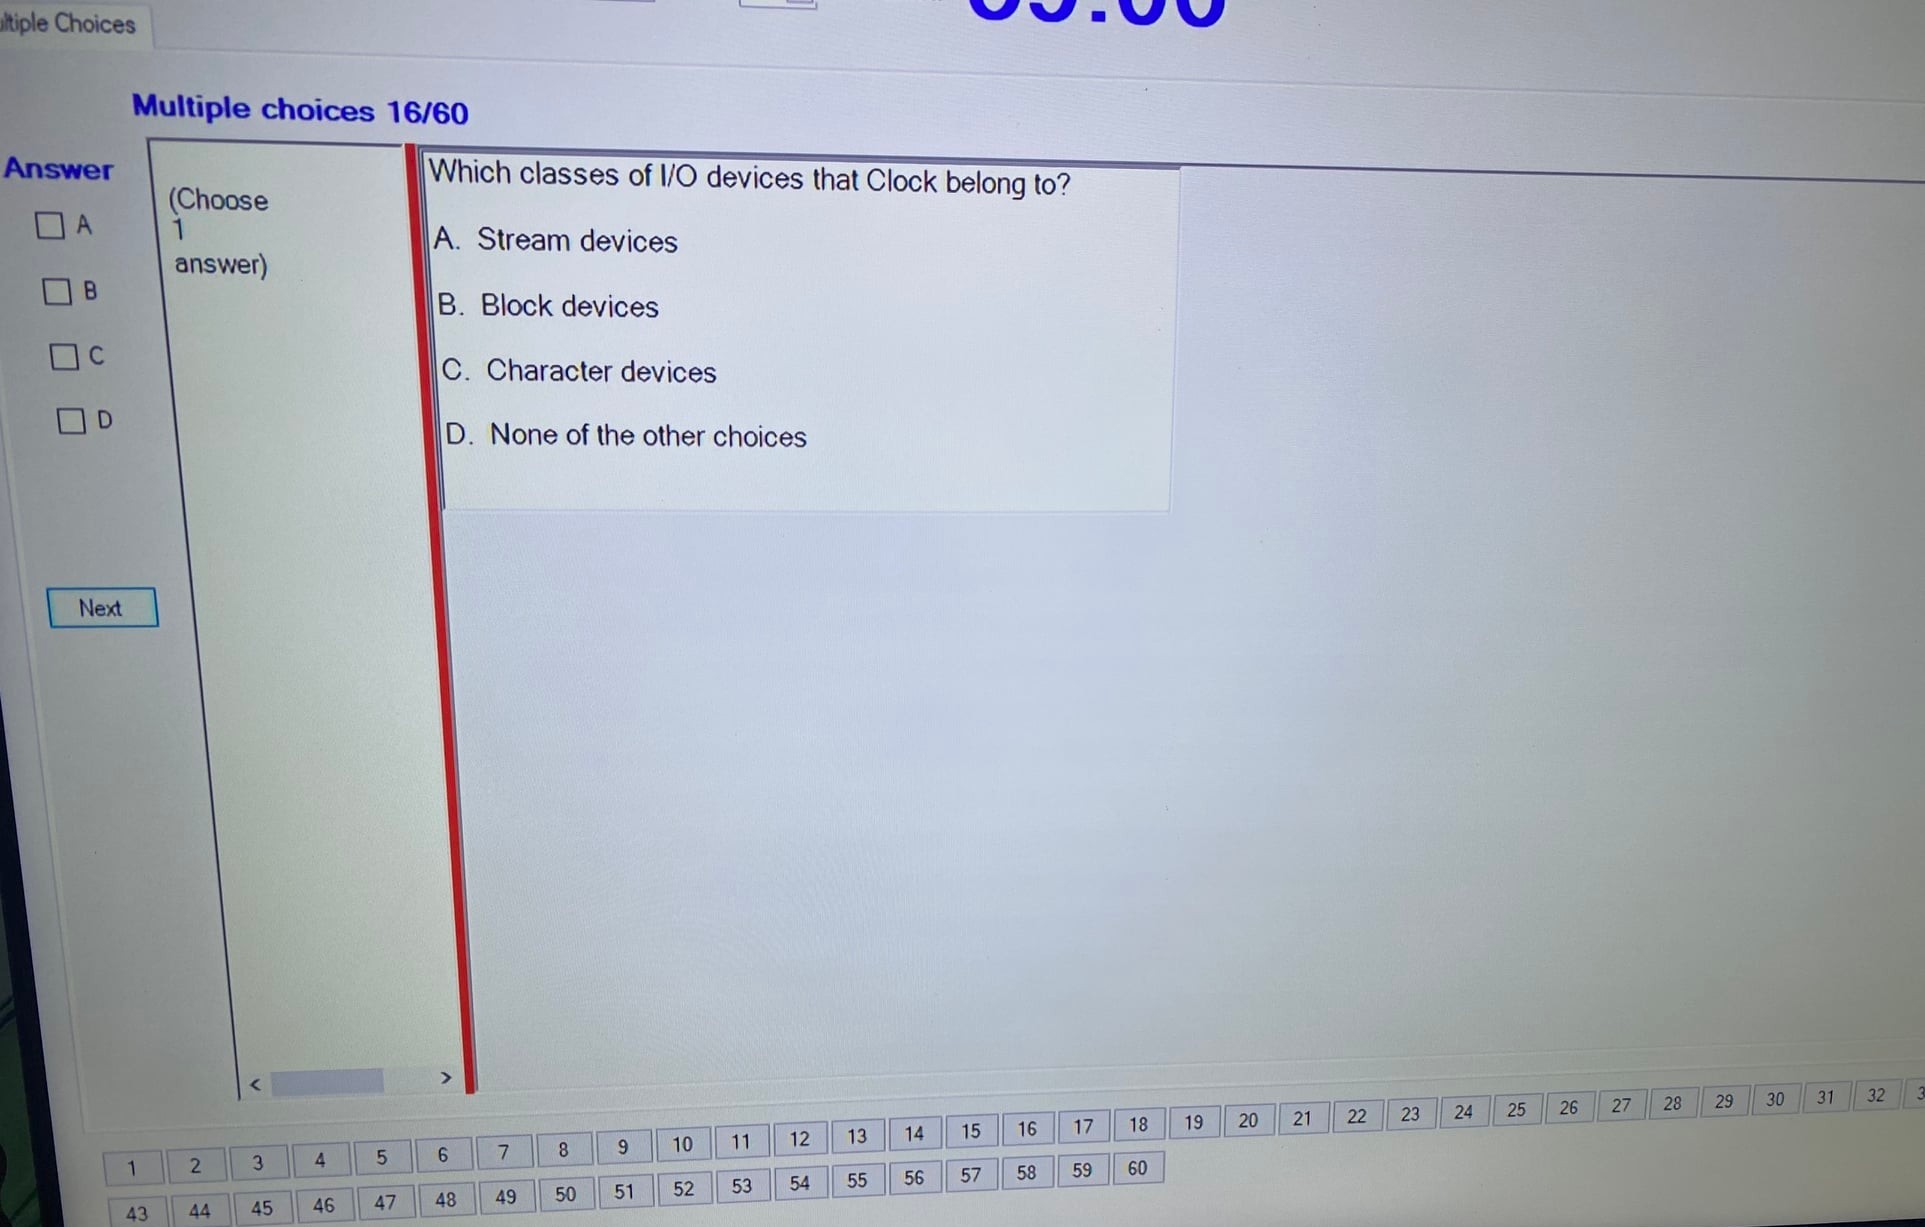 ltiple Choices
Multiple choices 16/60
Answer
A
B
C
D
(Choose
1
answer)
Which classes of I/O devices that Clock belong to?
A. Stream devices
B. Block devices
C. Character devices
D. None of the other choices
Next
< >
1 2 3 4 5 6 7 8 9 10 11 12 13 14 15 16 17 18 19 20 21 22 23 24 25 26 27 28 29 30 31 32
43 44 45 46 47 48 49 50 51 52 53 54 55 56 57 58 59 60